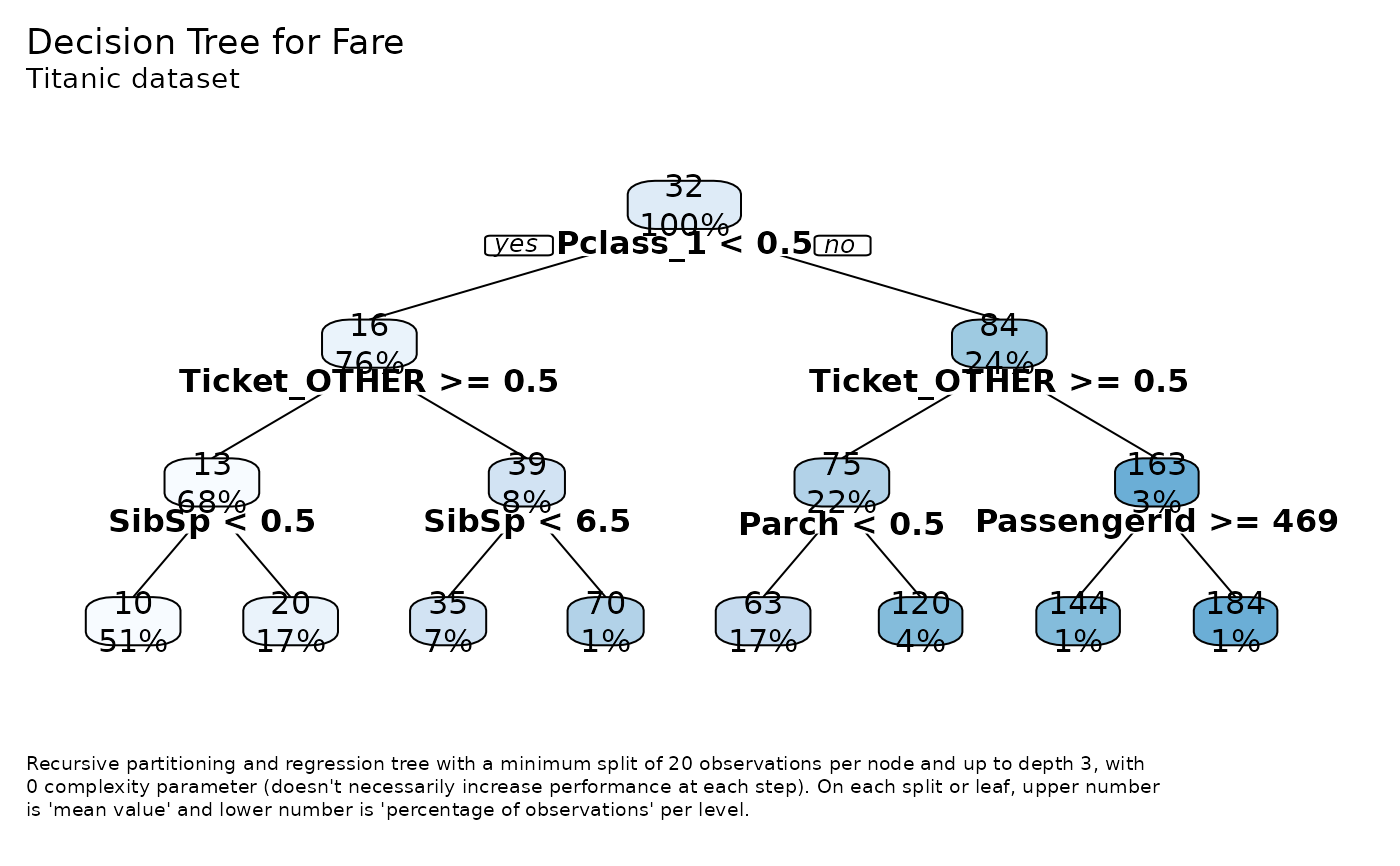 Decision Tree for Fare
Titanic dataset
32
100%
yes Pclass_1 < 0.5 no
16 84
76% 24%
Ticket_OTHER >= 0.5 Ticket_OTHER >= 0.5
13 39 75 163
68% 8% 22% 3%
SibSp < 0.5 SibSp < 6.5 Parch < 0.5 PassengerId >= 469
10 20 35 70 63 120 144 184
51% 17% 7% 1% 17% 4% 1% 1%
Recursive partitioning and regression tree with a minimum split of 20 observations per node and up to depth 3, with
0 complexity parameter (doesn't necessarily increase performance at each step). On each split or leaf, upper number
is 'mean value' and lower number is 'percentage of observations' per level.